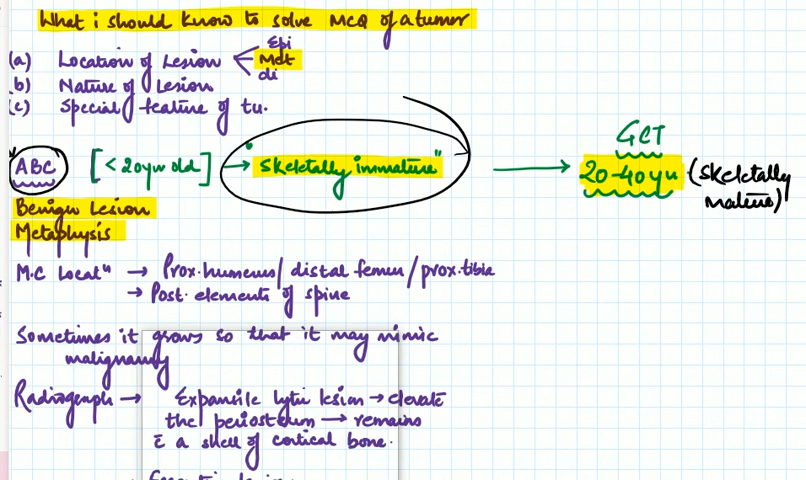 What i should know to solve MCQ of a tumor
(a) Location of Lesion < Epi
Met
di
(b) Nature of Lesion
(c) Special feature of tu.
ABC [<20yr old] → "Skeletally immature" → GCT
20-40yr (Skeletally mature)
Benign Lesion
Metaphysis
M.C Locatn → Prox.humerus/distal femur/prox.tibia
→ Post. elements of spine
Sometimes it grows so that it may mimic
malignancy
Radiograph → Expansile lytic lesion → elevate
the periosteum → remains
c̄ a shell of cortical bone.